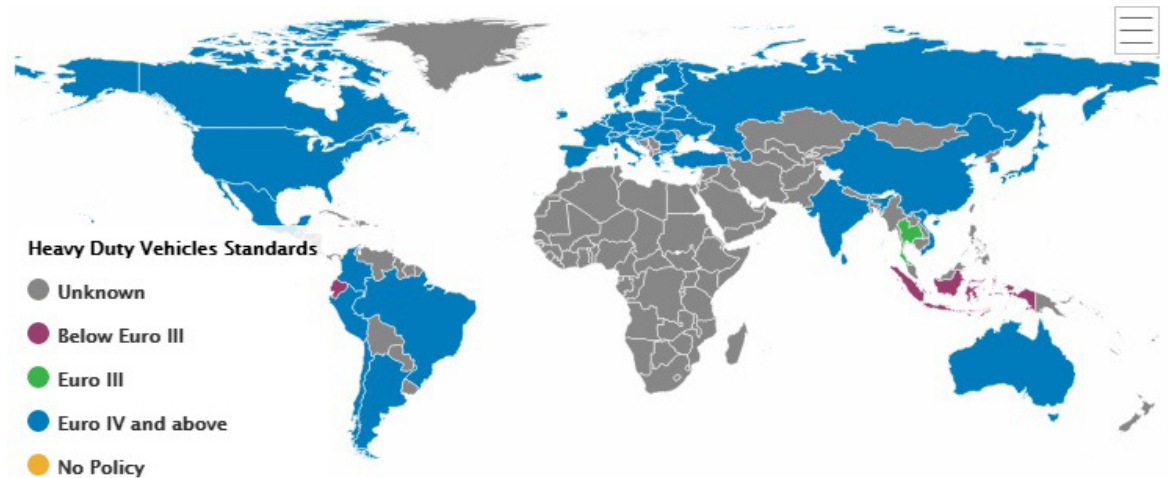 Heavy Duty Vehicles Standards
Unknown
Below Euro III
Euro III
Euro IV and above
No Policy